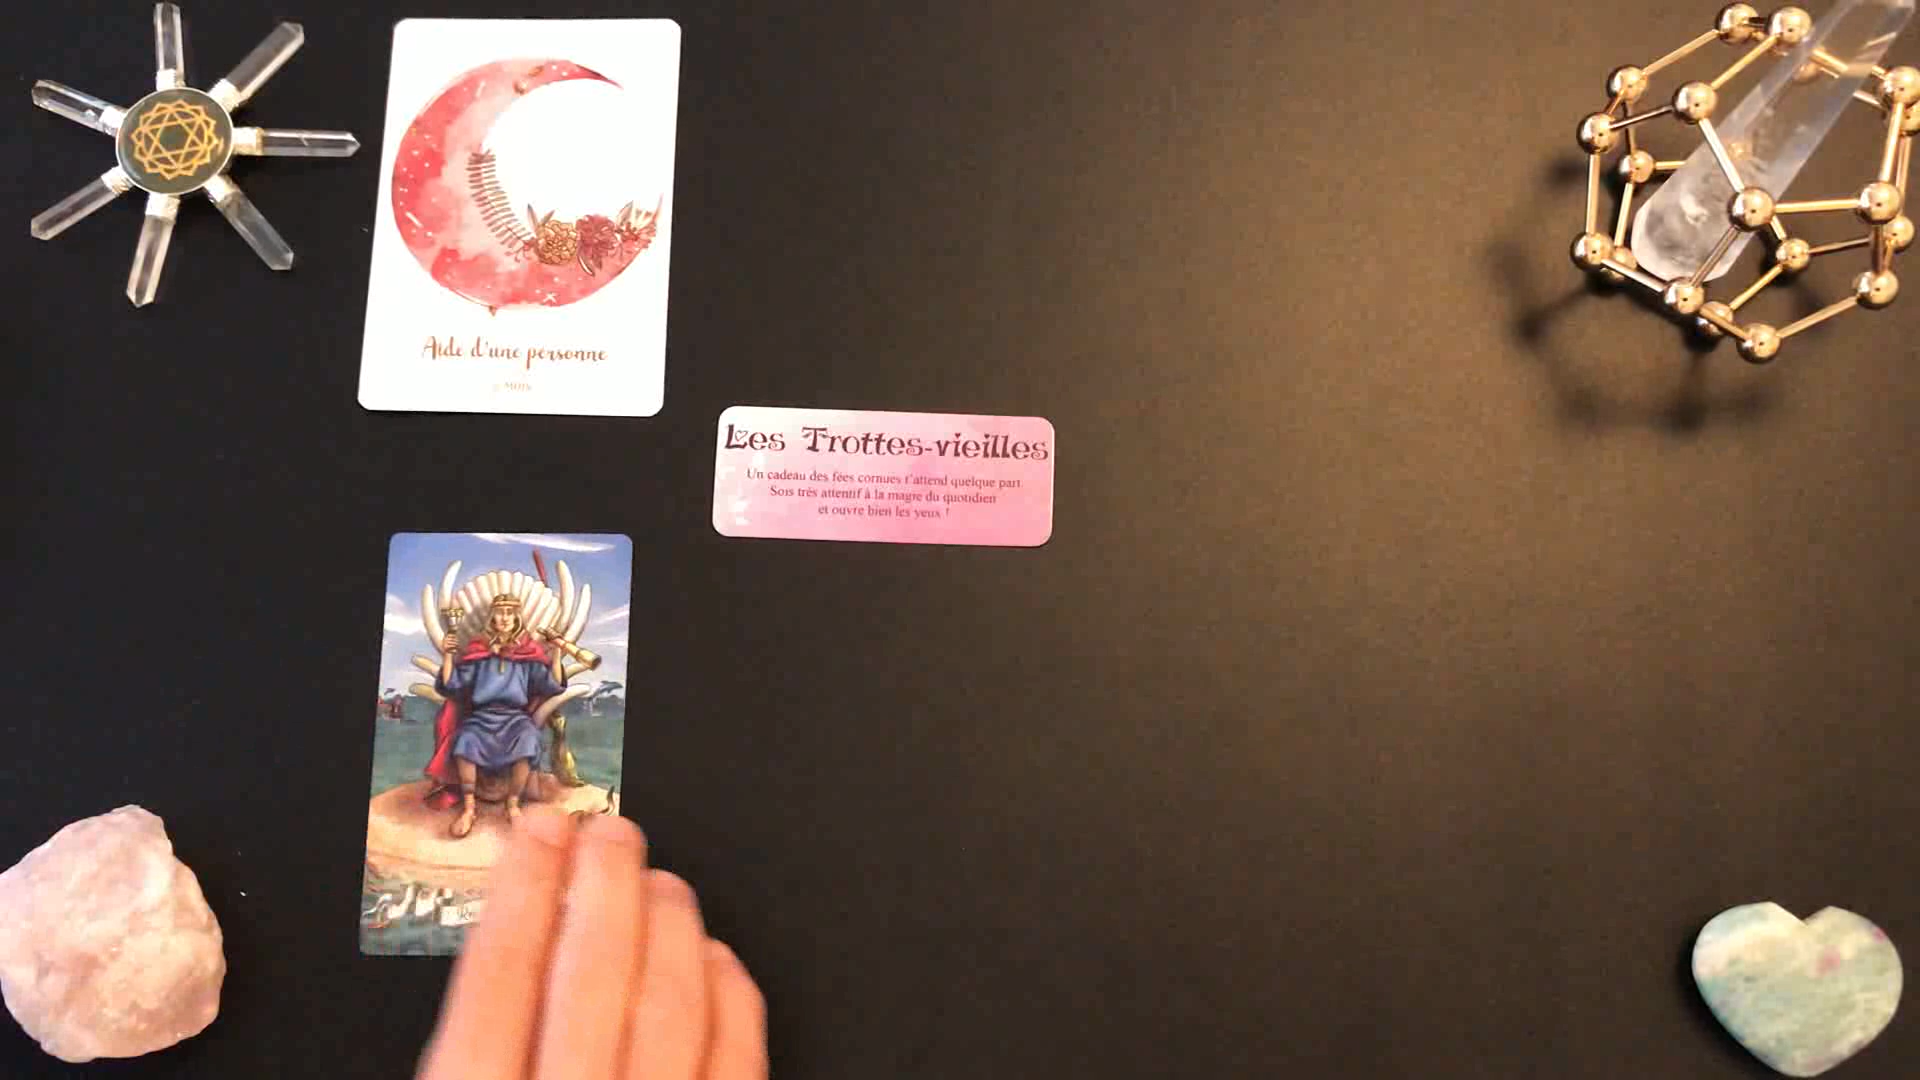 Aide d'une personne
Les Trottes-vieilles
Un cadeau des fées cornues t'attend quelque part.
Sois très attentif à la magie du quotidien
et ouvre bien les yeux !